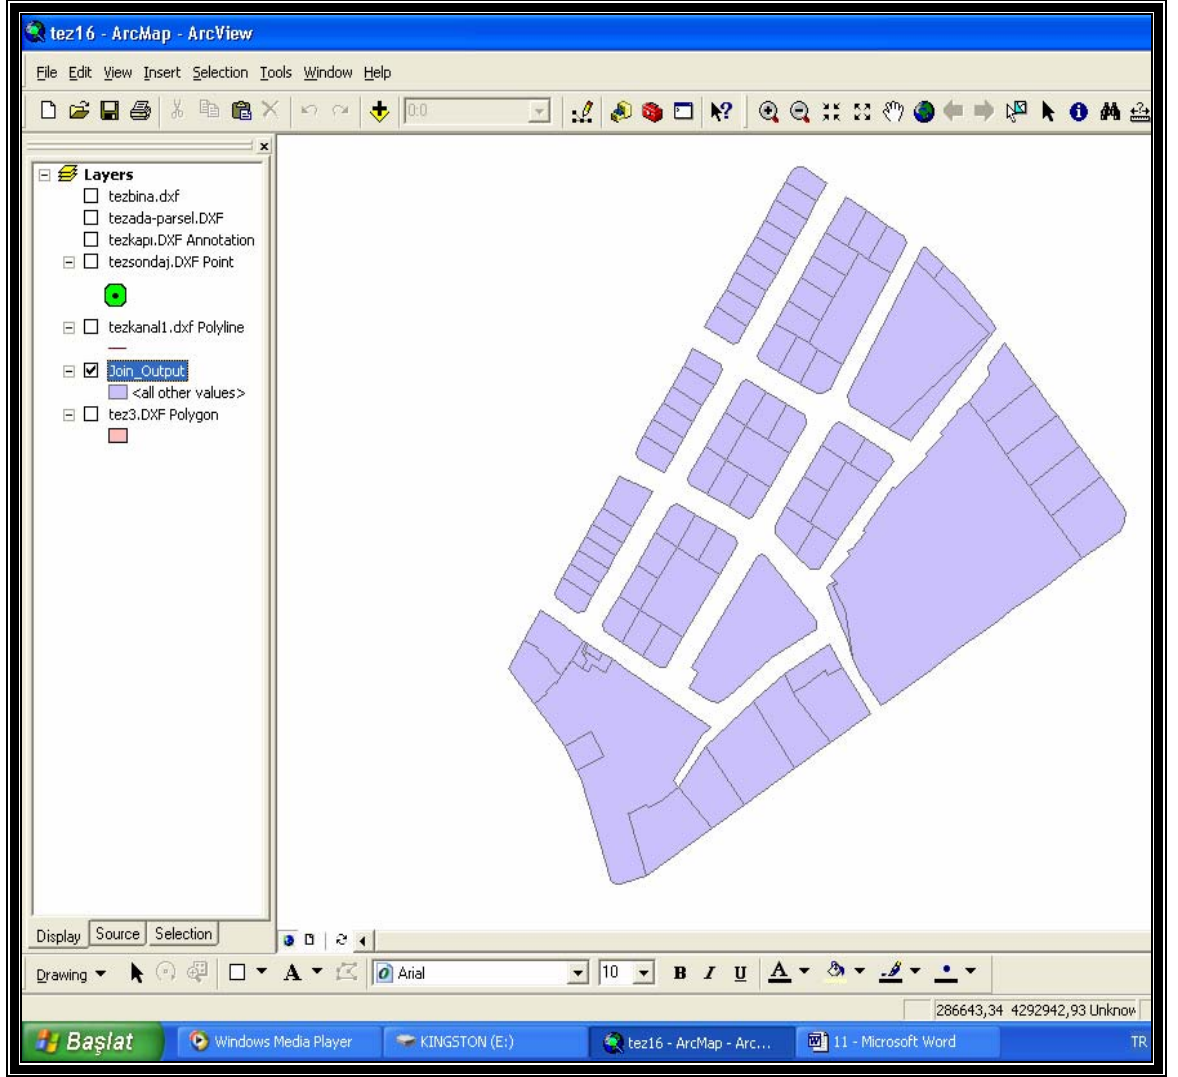 tez16 - ArcMap - ArcView
File Edit View Insert Selection Tools Window Help
0:0
Layers
tezbina.dxf
tezada-parsel.DXF
tezkapı.DXF Annotation
tezsondaj.DXF Point
tezkanal1.dxf Polyline
Join_Output
<all other values>
tez3.DXF Polygon
Display Source Selection
Drawing A Arial 10 B I U A
286643,34 4292942,93 Unknow
Başlat Windows Media Player KINGSTON (E:) tez16 - ArcMap - Arc... 11 - Microsoft Word TR